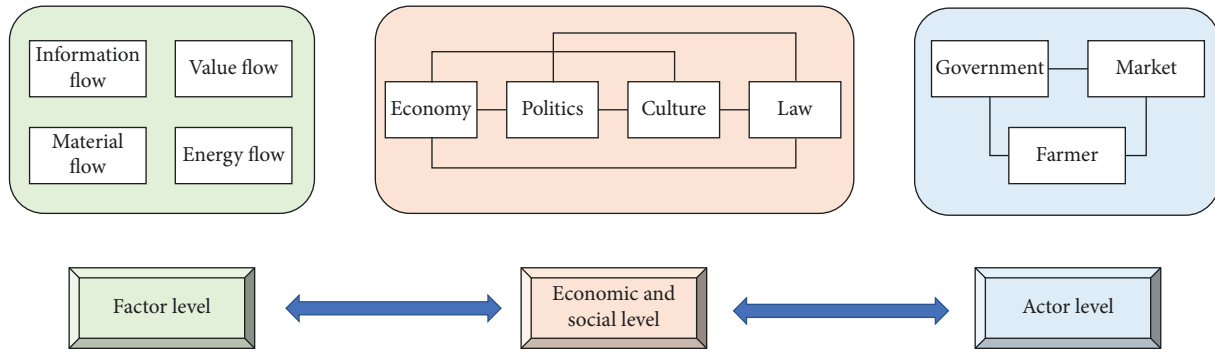 Information
flow
Value flow
Material
flow
Energy flow
Economy
Politics
Culture
Law
Government
Market
Farmer
Factor level
Economic and
social level
Actor level